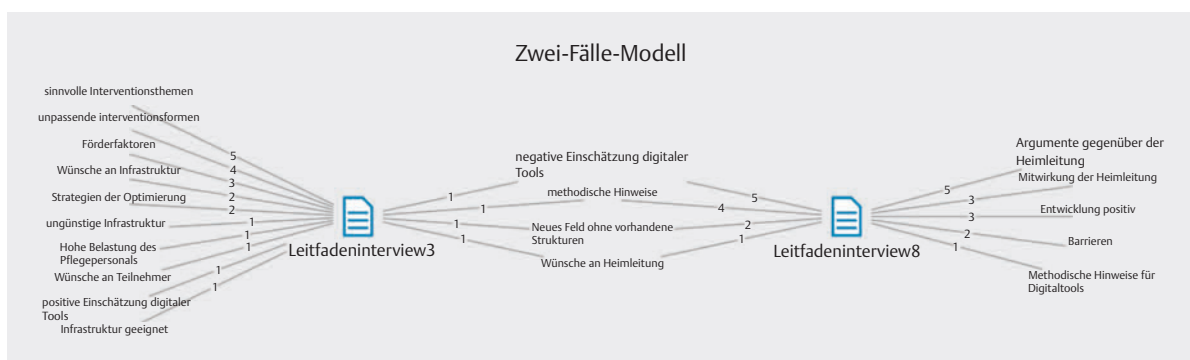 Zwei-Fälle-Modell
sinnvolle Interventionsthemen
unpassende interventionsformen
Förderfaktoren
Wünsche an Infrastruktur
Strategien der Optimierung
ungünstige Infrastruktur
Hohe Belastung des
Pflegepersonals
Wünsche an Teilnehmer
positive Einschätzung digitaler
Tools
Infrastruktur geeignet
5
4
3
2
2
1
1
1
1
1
Leitfadeninterview3
1
1
1
1
negative Einschätzung digitaler
Tools
methodische Hinweise
Neues Feld ohne vorhandene
Strukturen
Wünsche an Heimleitung
5
4
2
1
Leitfadeninterview8
5
3
3
2
1
Argumente gegenüber der
Heimleitung
Mitwirkung der Heimleitung
Entwicklung positiv
Barrieren
Methodische Hinweise für
Digitaltools